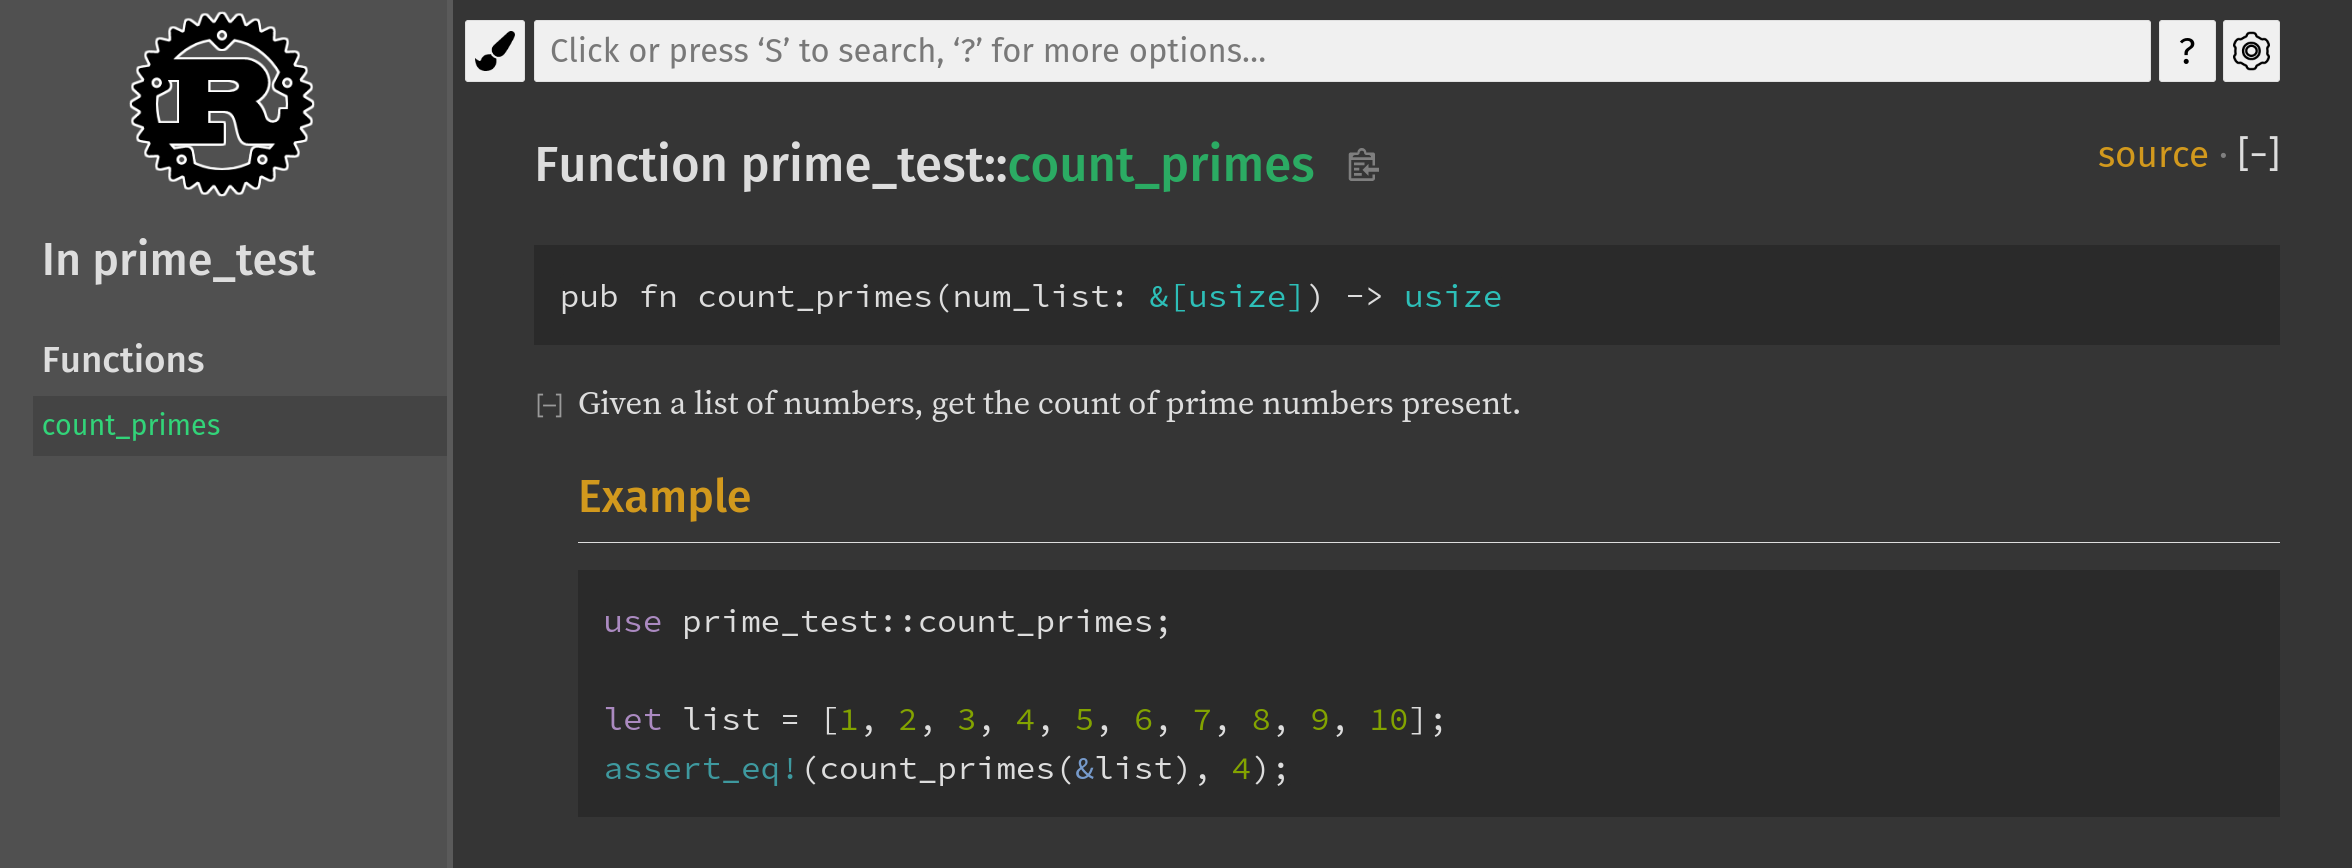 R
In prime_test
Functions
count_primes
Click or press ‘S’ to search, ‘?’ for more options…
?
Function prime_test::count_primes
source · [−]
pub fn count_primes(num_list: &[usize]) -> usize
[−] Given a list of numbers, get the count of prime numbers present.
Example
use prime_test::count_primes;
let list = [1, 2, 3, 4, 5, 6, 7, 8, 9, 10];
assert_eq!(count_primes(&list), 4);